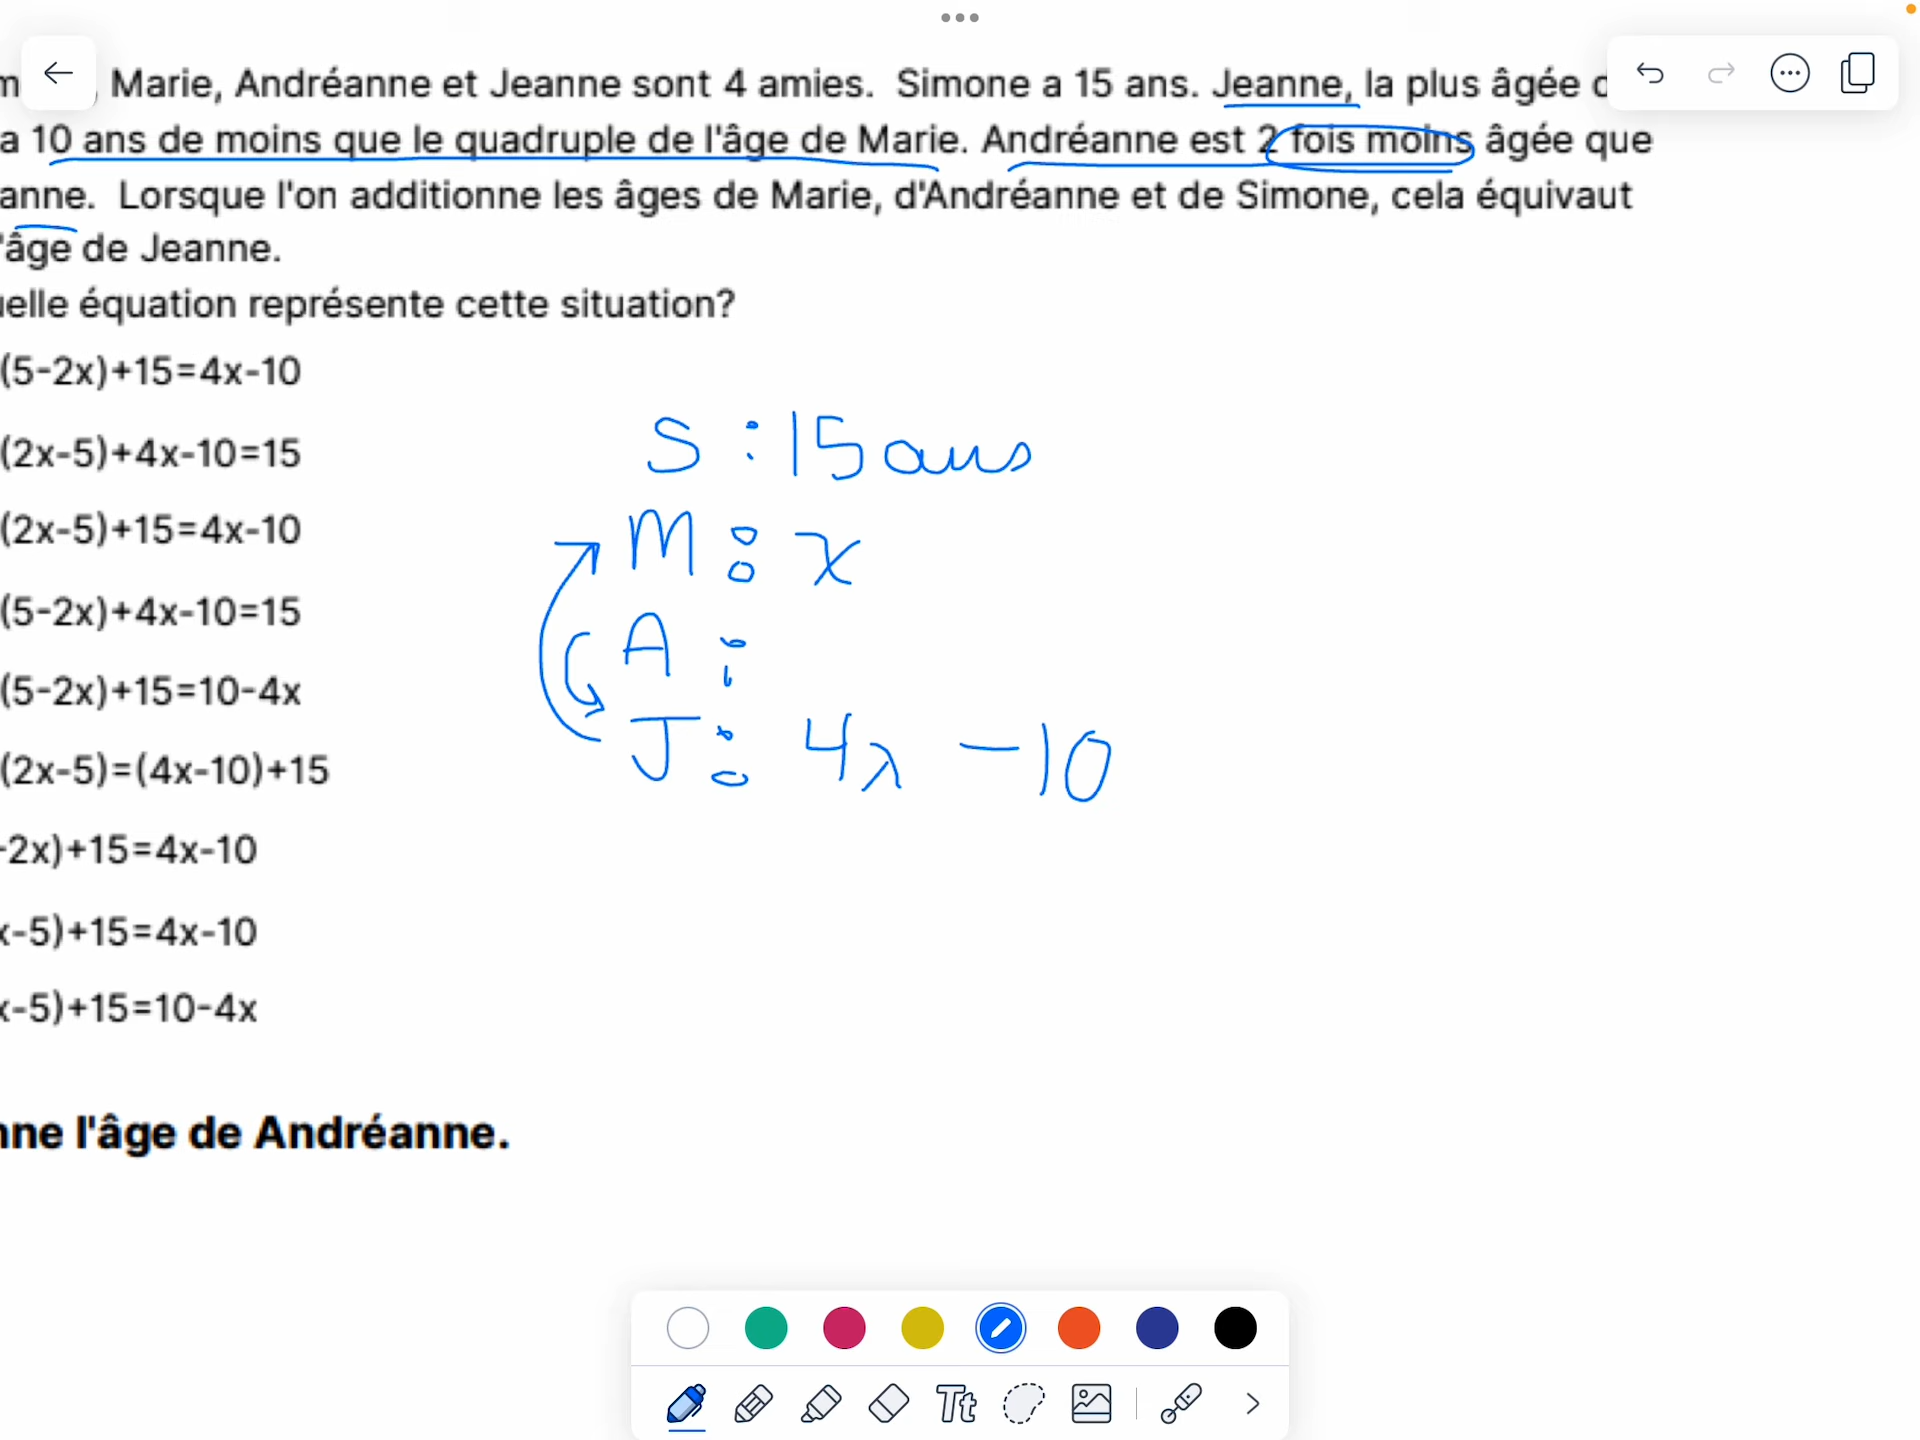 Marie, Andréanne et Jeanne sont 4 amies. Simone a 15 ans. Jeanne, la plus âgée
a 10 ans de moins que le quadruple de l'âge de Marie. Andréanne est 2 fois moins âgée que
anne. Lorsque l'on additionne les âges de Marie, d'Andréanne et de Simone, cela équivaut
'âge de Jeanne.
elle équation représente cette situation?
(5-2x)+15=4x-10
(2x-5)+4x-10=15
(2x-5)+15=4x-10
(5-2x)+4x-10=15
(5-2x)+15=10-4x
(2x-5)=(4x-10)+15
-2x)+15=4x-10
x-5)+15=4x-10
x-5)+15=10-4x
S : 15 ans
M : x
A :
J : 4x - 10
nne l'âge de Andréanne.
Tt